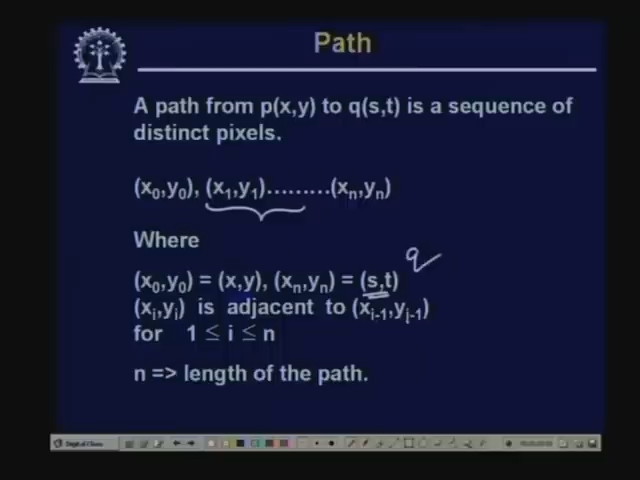 Path
A path from p(x,y) to q(s,t) is a sequence of
distinct pixels.
(x₀,y₀), (x₁,y₁).........(xₙ,yₙ)
Where
q
(x₀,y₀) = (x,y), (xₙ,yₙ) = (s,t)
(xᵢ,yᵢ) is adjacent to (xᵢ₋₁,yⱼ₋₁)
for 1 ≤ i ≤ n
n => length of the path.